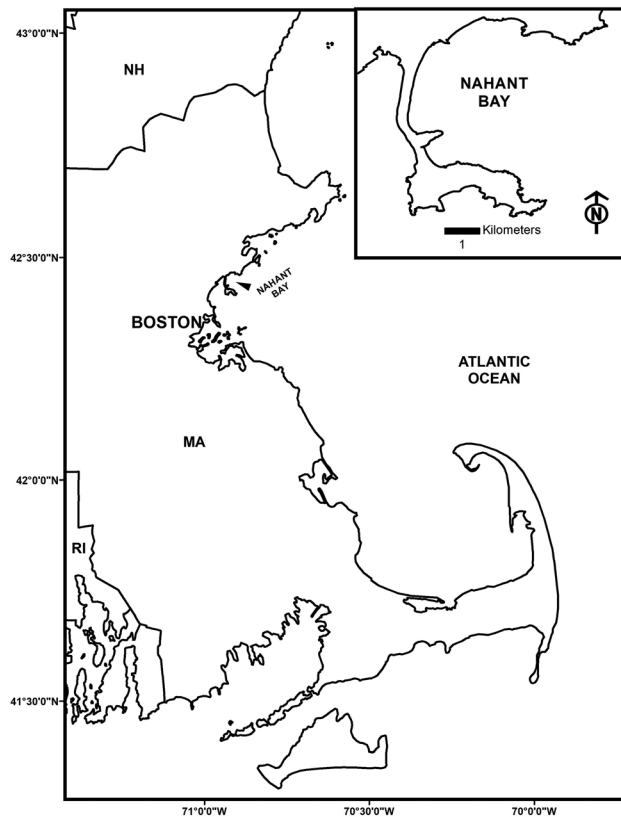 43°0'0"N
NH
NAHANT
BAY
N
Kilometers
1
42°30'0"N
NAHANT
BAY
BOSTON
ATLANTIC
OCEAN
MA
42°0'0"N
RI
41°30'0"N
71°0'0"W
70°30'0"W
70°0'0"W